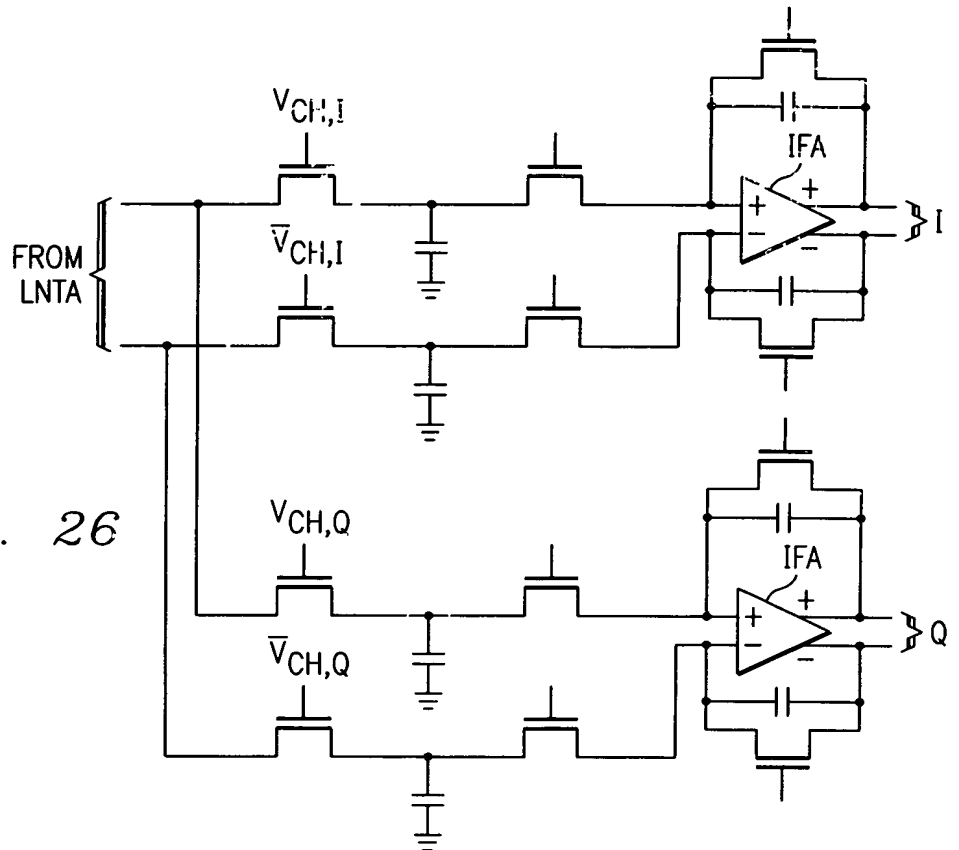 V_CH,I
IFA
+
+
−
−
I
V̅_CH,I
FROM
LNTA
. 26
V_CH,Q
IFA
+
+
−
−
Q
V̅_CH,Q